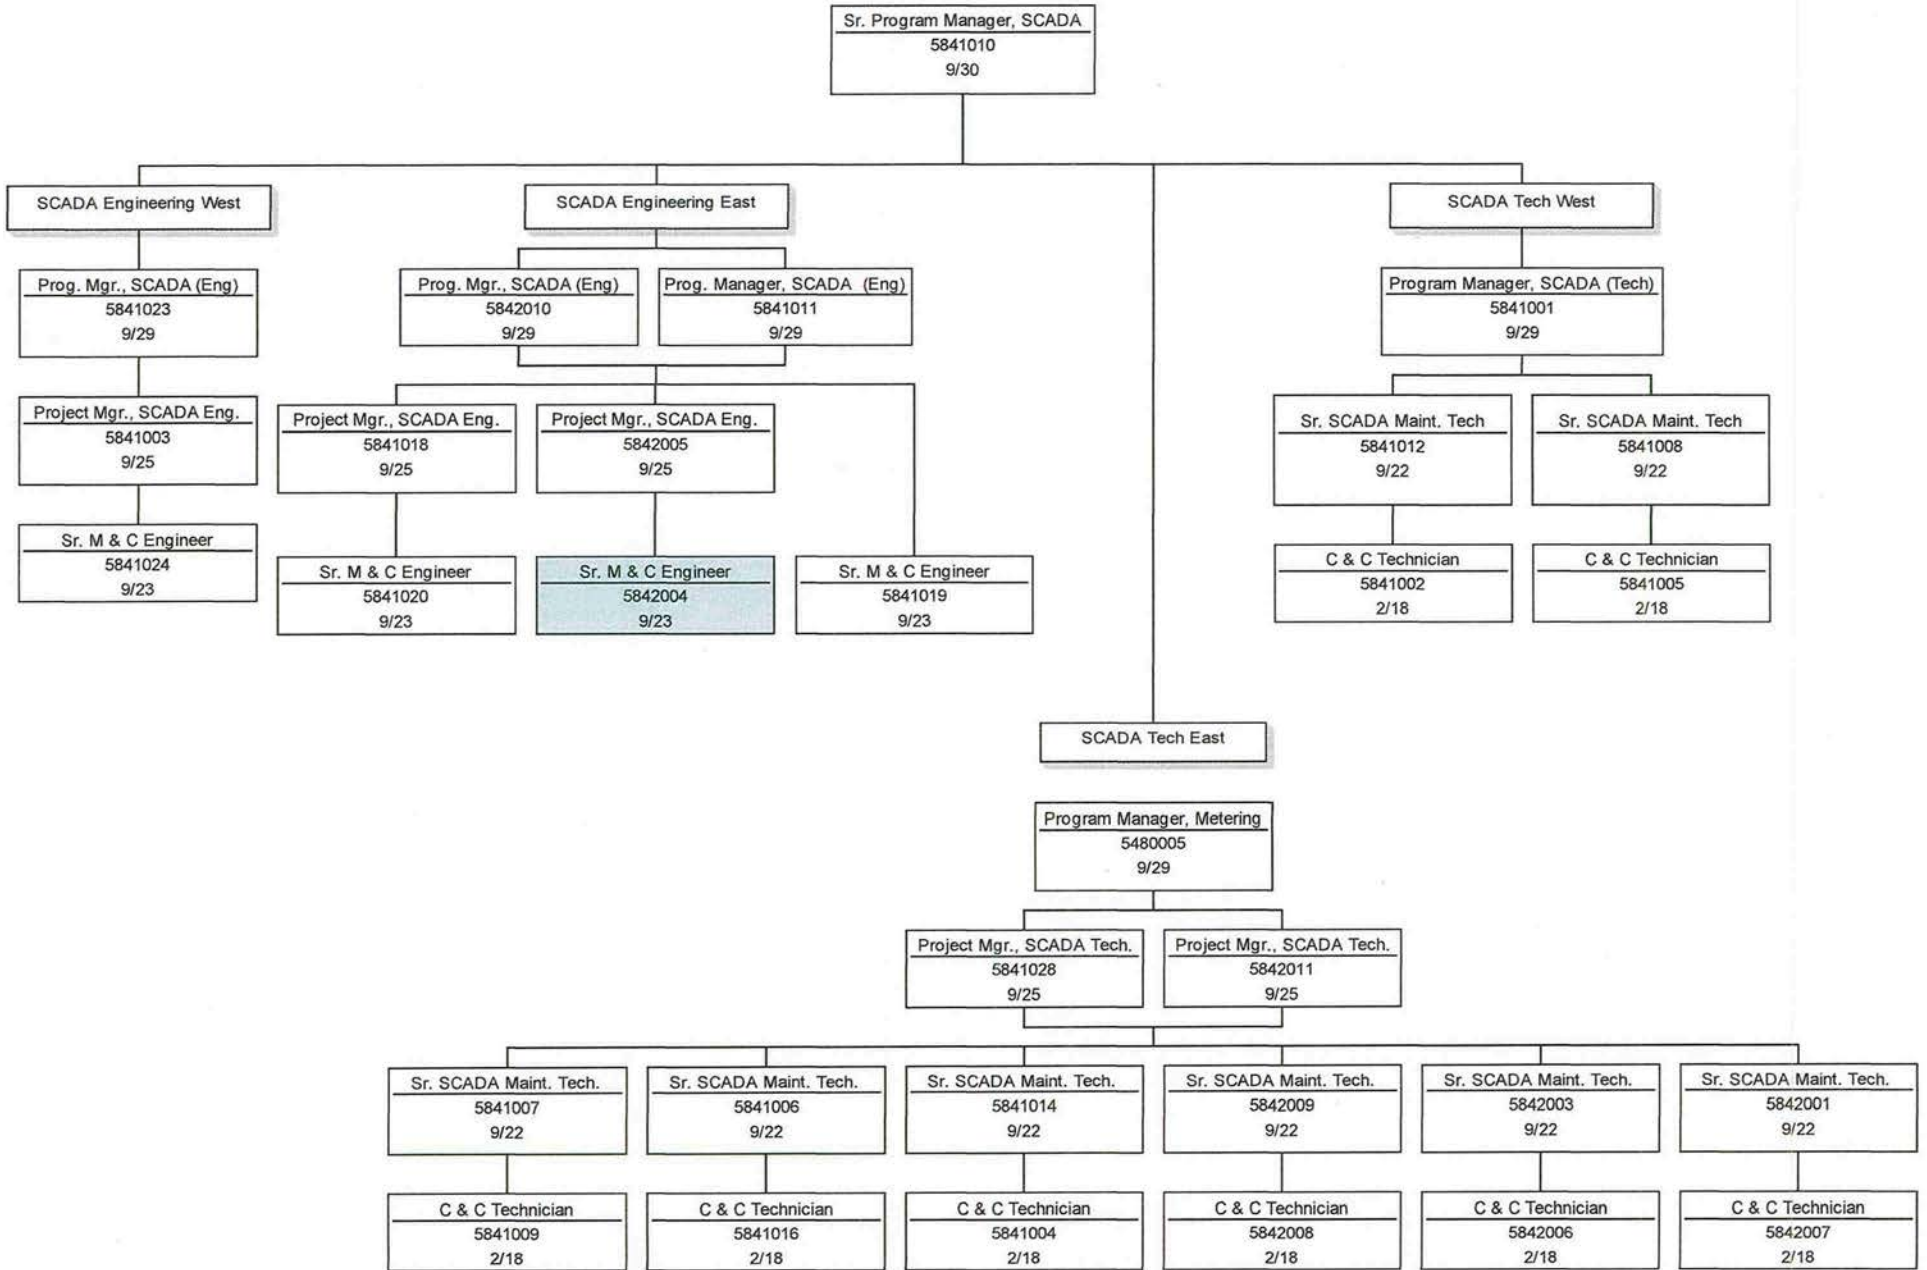 Sr. Program Manager, SCADA
5841010
9/30
SCADA Engineering West
Prog. Mgr., SCADA (Eng)
5841023
9/29
Project Mgr., SCADA Eng.
5841003
9/25
Sr. M & C Engineer
5841024
9/23
SCADA Engineering East
Prog. Mgr., SCADA (Eng)
5842010
9/29
Prog. Manager, SCADA (Eng)
5841011
9/29
Project Mgr., SCADA Eng.
5841018
9/25
Project Mgr., SCADA Eng.
5842005
9/25
Sr. M & C Engineer
5841020
9/23
Sr. M & C Engineer
5842004
9/23
Sr. M & C Engineer
5841019
9/23
SCADA Tech West
Program Manager, SCADA (Tech)
5841001
9/29
Sr. SCADA Maint. Tech
5841012
9/22
Sr. SCADA Maint. Tech
5841008
9/22
C & C Technician
5841002
2/18
C & C Technician
5841005
2/18
SCADA Tech East
Program Manager, Metering
5480005
9/29
Project Mgr., SCADA Tech.
5841028
9/25
Project Mgr., SCADA Tech.
5842011
9/25
Sr. SCADA Maint. Tech.
5841007
9/22
Sr. SCADA Maint. Tech.
5841006
9/22
Sr. SCADA Maint. Tech.
5841014
9/22
Sr. SCADA Maint. Tech.
5842009
9/22
Sr. SCADA Maint. Tech.
5842003
9/22
Sr. SCADA Maint. Tech.
5842001
9/22
C & C Technician
5841009
2/18
C & C Technician
5841016
2/18
C & C Technician
5841004
2/18
C & C Technician
5842008
2/18
C & C Technician
5842006
2/18
C & C Technician
5842007
2/18